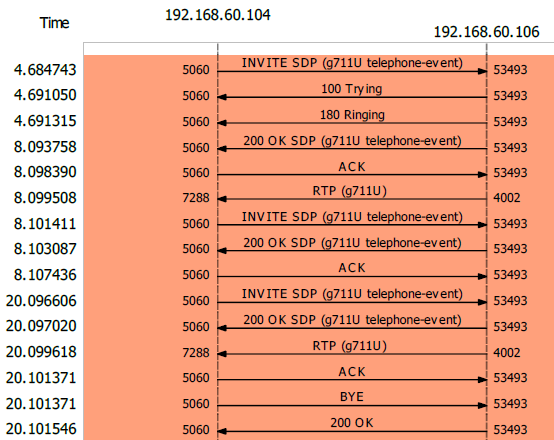 192.168.60.104
Time
192.168.60.106
4.684743 5060 INVITE SDP (g711U telephone-event) 53493
4.691050 5060 100 Trying 53493
4.691315 5060 180 Ringing 53493
8.093758 5060 200 OK SDP (g711U telephone-event) 53493
8.098390 5060 ACK 53493
8.099508 7288 RTP (g711U) 4002
8.101411 5060 INVITE SDP (g711U telephone-event) 53493
8.103087 5060 200 OK SDP (g711U telephone-event) 53493
8.107436 5060 ACK 53493
20.096606 5060 INVITE SDP (g711U telephone-event) 53493
20.097020 5060 200 OK SDP (g711U telephone-event) 53493
20.099618 7288 RTP (g711U) 4002
20.101371 5060 ACK 53493
20.101371 5060 BYE 53493
20.101546 5060 200 OK 53493